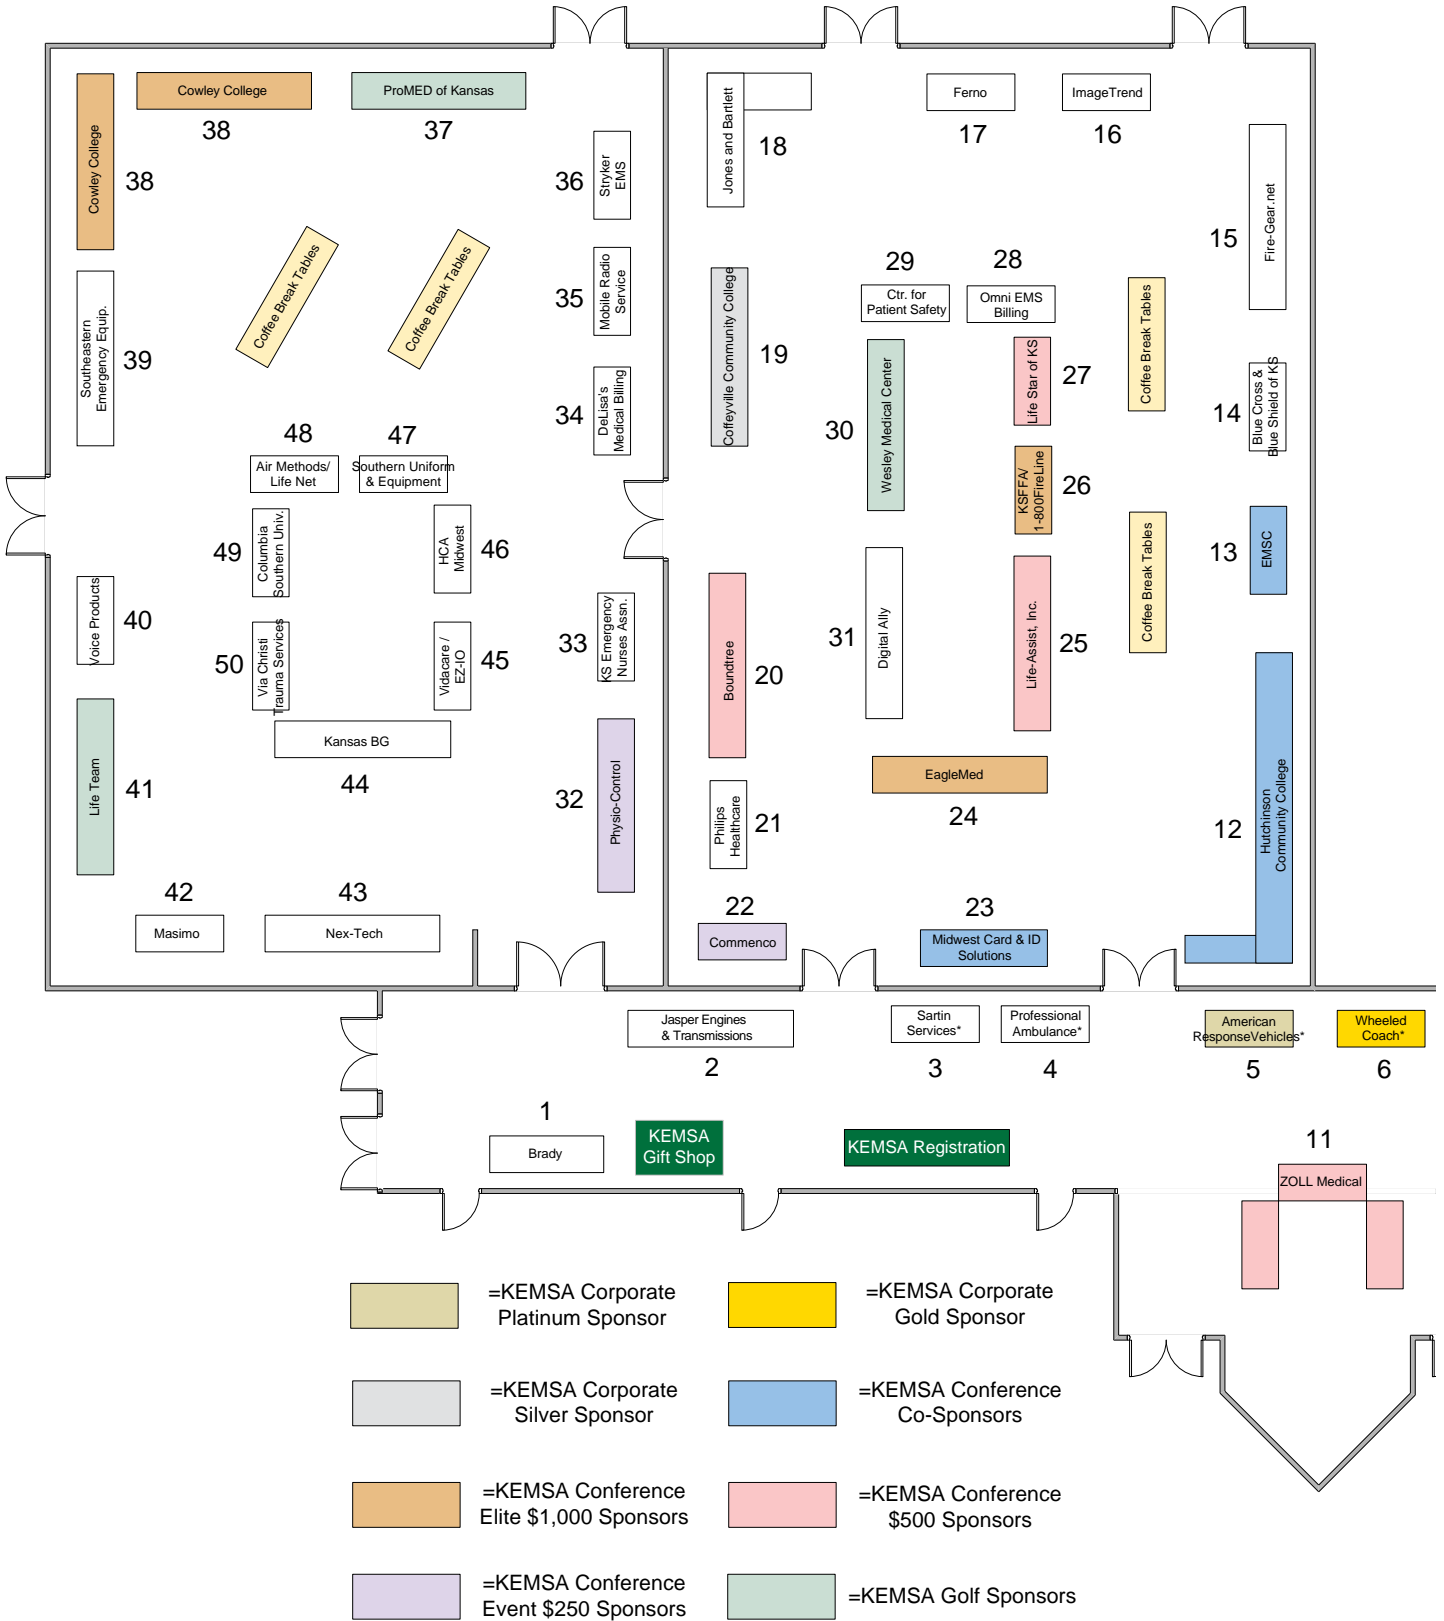 Cowley College
38
ProMED of Kansas
37
Cowley College
38
Stryker
EMS
36
Jones and Bartlett
18
Ferno
17
ImageTrend
16
Fire-Gear.net
15
Coffee Break Tables
Coffee Break Tables
Mobile Radio
Service
35
Southeastern
Emergency Equip.
39
DeLisa's
Medical Billing
34
Coffeyville Community College
19
29
Ctr. for
Patient Safety
28
Omni EMS
Billing
Life Star of KS
27
Coffee Break Tables
Blue Cross &
Blue Shield of KS
14
Wesley Medical Center
30
KSFFA/
1-800FireLine
26
48
Air Methods/
Life Net
47
Southern Uniform
& Equipment
49
Columbia
Southern Univ.
HCA
Midwest
46
EMSC
13
Coffee Break Tables
Voice Products
40
50
Via Christi
Trauma Services
Vidacare /
EZ-IO
45
33
KS Emergency
Nurses Assn.
Boundtree
20
31
Digital Ally
Life-Assist, Inc.
25
Kansas BG
44
Life Team
41
32
Physio-Control
EagleMed
24
Philips
Healthcare
21
12
Hutchinson
Community College
42
Masimo
43
Nex-Tech
22
Commenco
23
Midwest Card & ID
Solutions
Jasper Engines
& Transmissions
2
Sartin
Services*
3
Professional
Ambulance*
4
American
ResponseVehicles*
5
Wheeled
Coach*
6
1
Brady
KEMSA
Gift Shop
KEMSA Registration
11
ZOLL Medical
=KEMSA Corporate
Platinum Sponsor
=KEMSA Corporate
Gold Sponsor
=KEMSA Corporate
Silver Sponsor
=KEMSA Conference
Co-Sponsors
=KEMSA Conference
Elite $1,000 Sponsors
=KEMSA Conference
$500 Sponsors
=KEMSA Conference
Event $250 Sponsors
=KEMSA Golf Sponsors